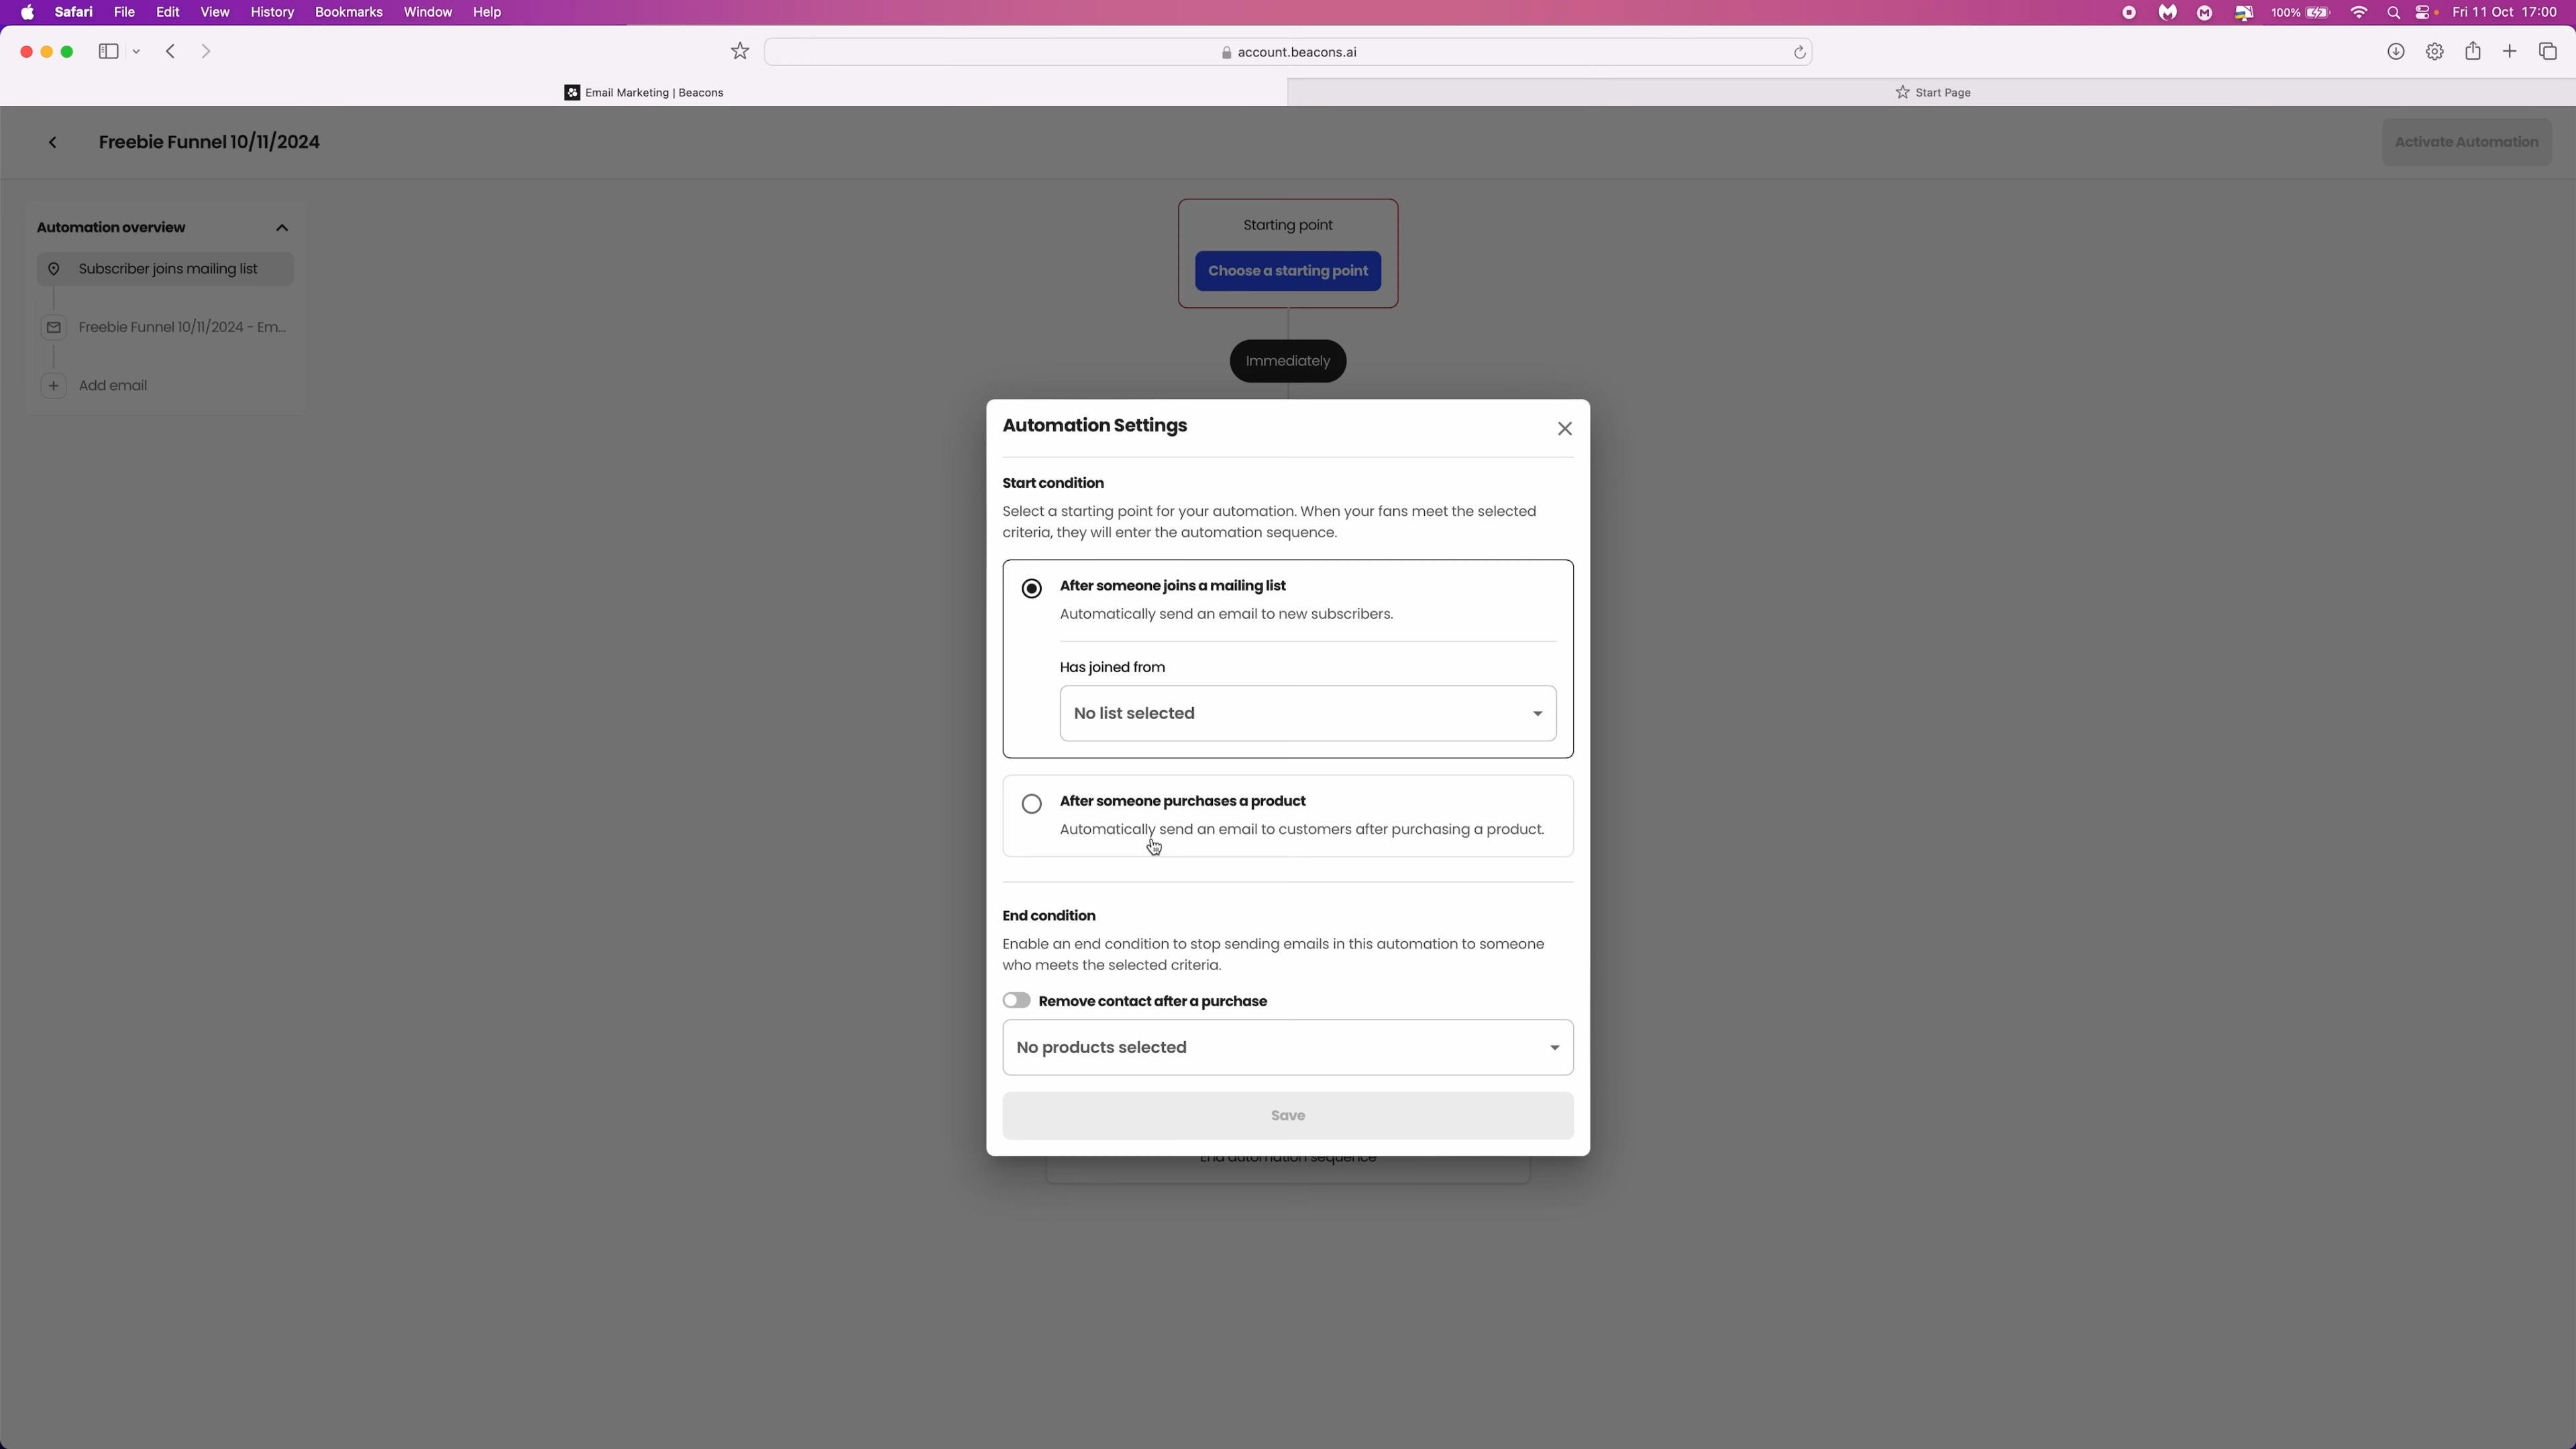 Safari File Edit View History Bookmarks Window Help 100% Fri 11 Oct 17:00
account.beacons.ai
Email Marketing | Beacons
Start Page
Freebie Funnel 10/11/2024
Activate Automation
Automation overview
Subscriber joins mailing list
Freebie Funnel 10/11/2024 - Em...
Add email
Starting point
Choose a starting point
Immediately
Automation Settings
Start condition
Select a starting point for your automation. When your fans meet the selected
criteria, they will enter the automation sequence.
After someone joins a mailing list
Automatically send an email to new subscribers.
Has joined from
No list selected
After someone purchases a product
Automatically send an email to customers after purchasing a product.
End condition
Enable an end condition to stop sending emails in this automation to someone
who meets the selected criteria.
Remove contact after a purchase
No products selected
Save
End automation sequence